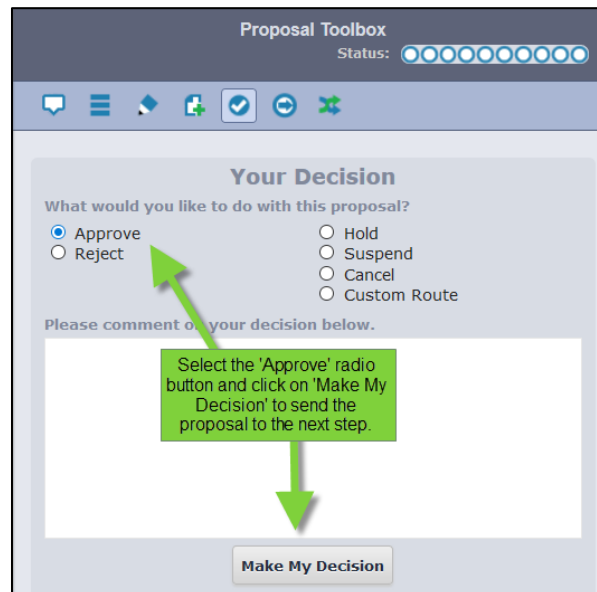 Proposal Toolbox
Status:
Your Decision
What would you like to do with this proposal?
Approve
Reject
Hold
Suspend
Cancel
Custom Route
Please comment on your decision below.
Select the 'Approve' radio
button and click on 'Make My
Decision' to send the
proposal to the next step.
Make My Decision